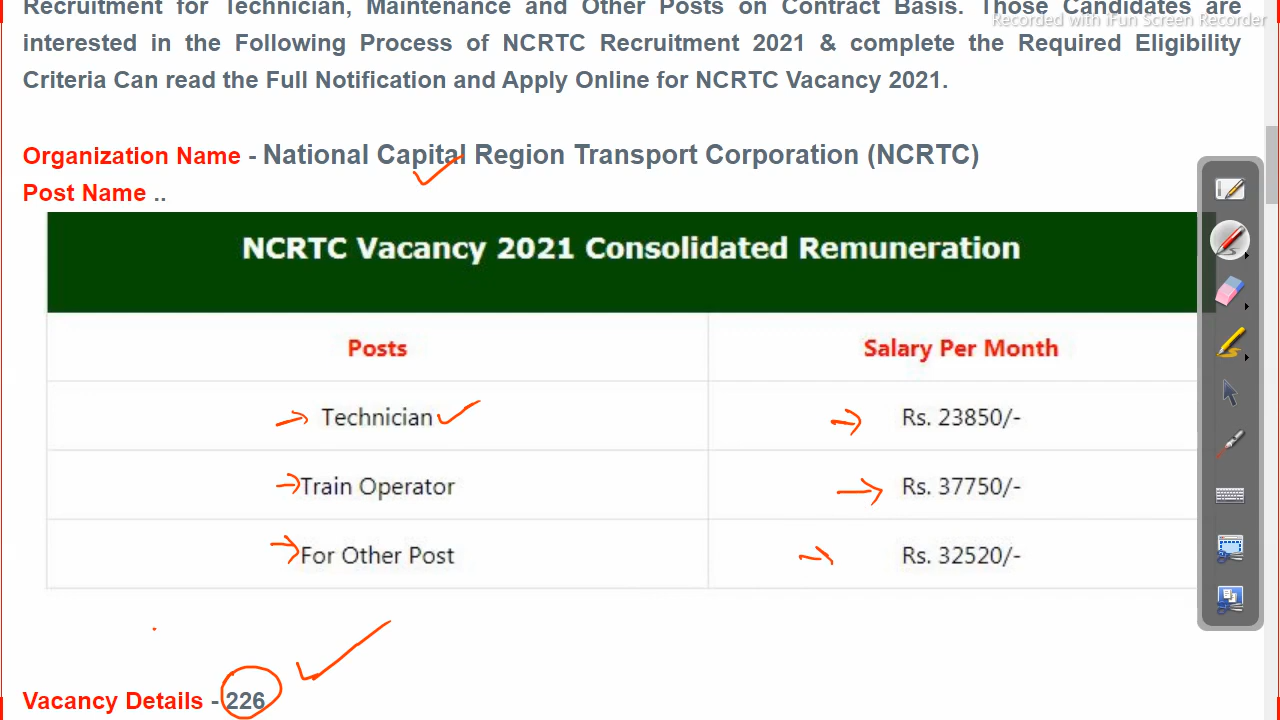 Recruitment for Technician, Maintenance and Other Posts on Contract Basis. Those Candidates are
Recorded with iFun Screen Recorder
interested in the Following Process of NCRTC Recruitment 2021 & complete the Required Eligibility
Criteria Can read the Full Notification and Apply Online for NCRTC Vacancy 2021.
Organization Name - National Capital Region Transport Corporation (NCRTC)
Post Name ..
NCRTC Vacancy 2021 Consolidated Remuneration
Posts Salary Per Month
Technician Rs. 23850/-
Train Operator Rs. 37750/-
For Other Post Rs. 32520/-
Vacancy Details - 226